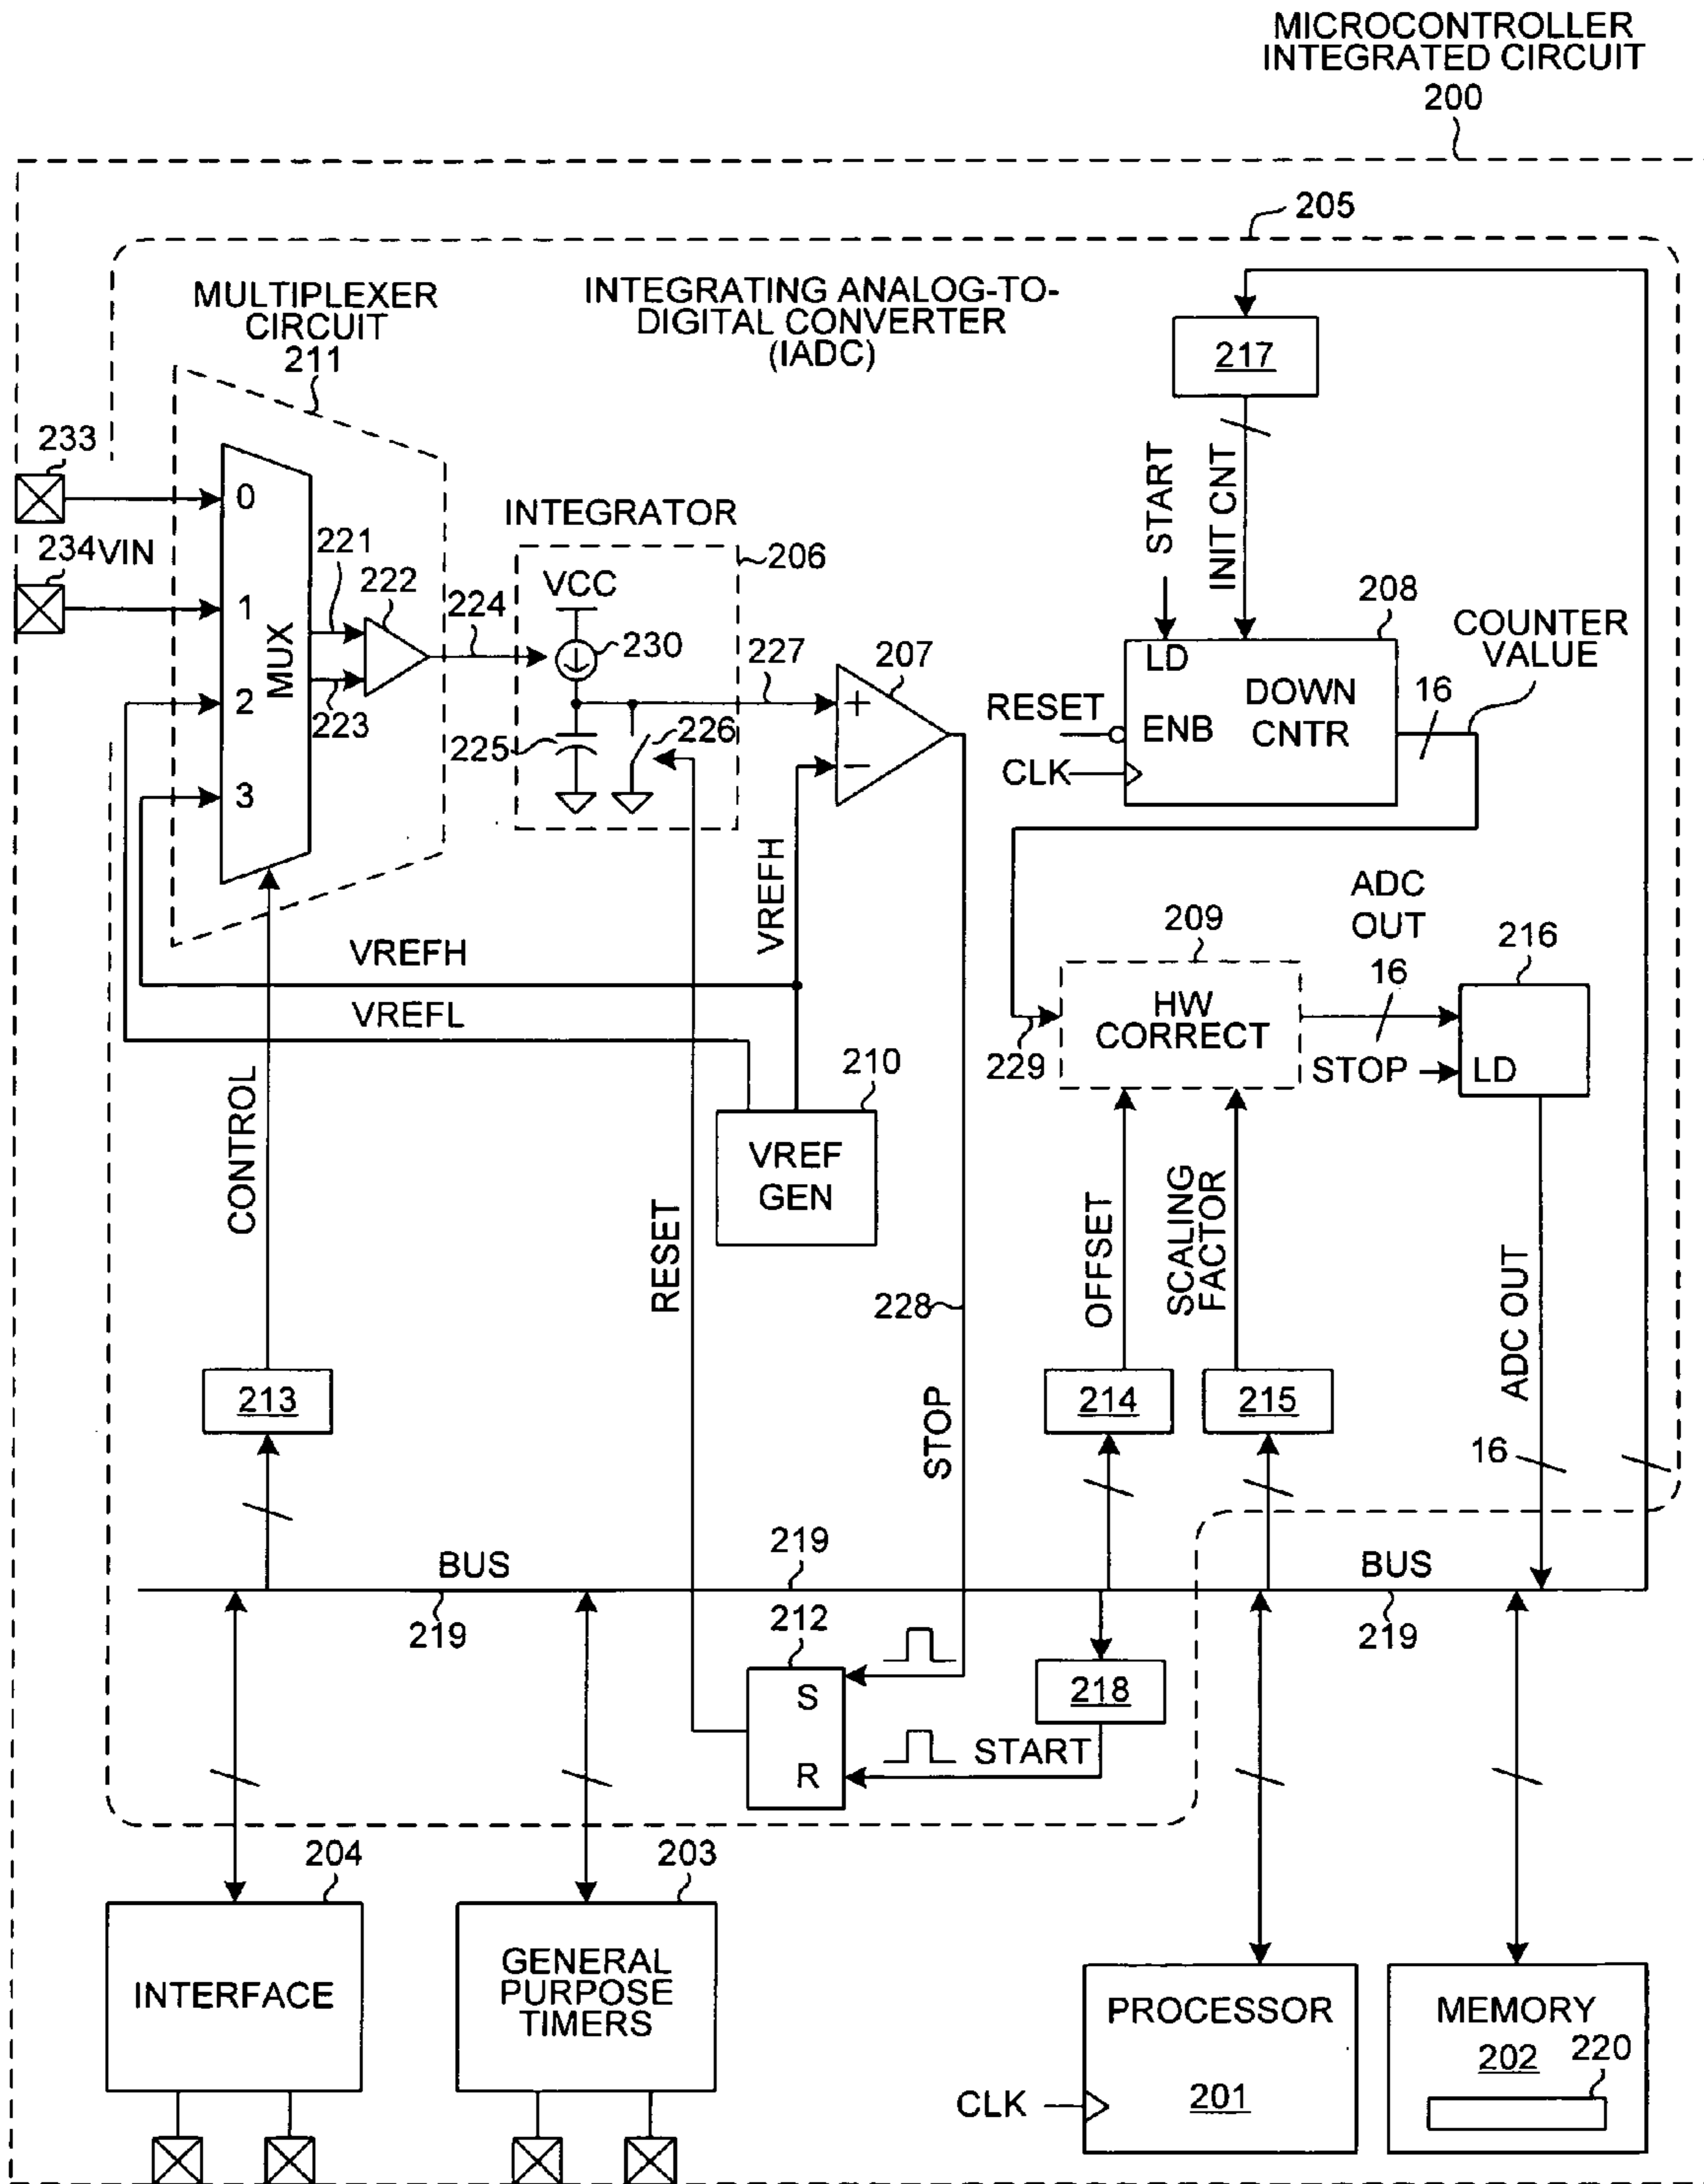 MICROCONTROLLER
INTEGRATED CIRCUIT
200
205
MULTIPLEXER
CIRCUIT
211
INTEGRATING ANALOG-TO-
DIGITAL CONVERTER
(IADC)
217
233
0
START
INIT CNT
234 VIN
1
221
222
224
INTEGRATOR
206
VCC
230
227
207
208
COUNTER
VALUE
MUX
2
223
225
226
+
−
LD
RESET
ENB
DOWN
CNTR
16
CLK
3
VREFH
VREFH
VREFL
209
ADC
OUT
216
HW
CORRECT
16
229
STOP
LD
210
VREF
GEN
CONTROL
RESET
228
STOP
OFFSET
SCALING
FACTOR
ADC OUT
213
214
215
16
BUS
219
BUS
219
212
219
S
218
R
START
204
203
INTERFACE
GENERAL
PURPOSE
TIMERS
PROCESSOR
CLK
201
MEMORY
202
220